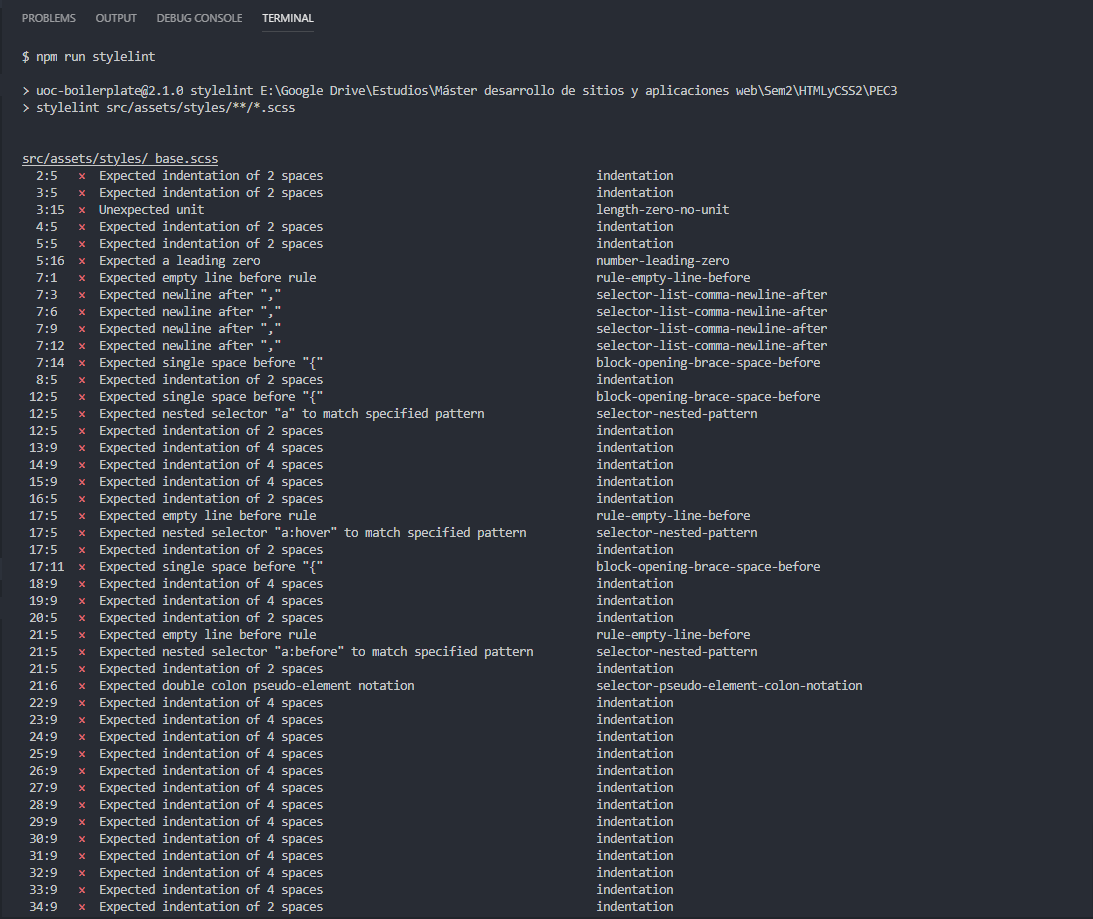 PROBLEMS OUTPUT DEBUG CONSOLE TERMINAL
$ npm run stylelint
> uoc-boilerplate@2.1.0 stylelint E:\Google Drive\Estudios\Máster desarrollo de sitios y aplicaciones web\Sem2\HTMLyCSS2\PEC3
> stylelint src/assets/styles/**/*.scss
src/assets/styles/_base.scss
2:5 × Expected indentation of 2 spaces indentation
3:5 × Expected indentation of 2 spaces indentation
3:15 × Unexpected unit length-zero-no-unit
4:5 × Expected indentation of 2 spaces indentation
5:5 × Expected indentation of 2 spaces indentation
5:16 × Expected a leading zero number-leading-zero
7:1 × Expected empty line before rule rule-empty-line-before
7:3 × Expected newline after "," selector-list-comma-newline-after
7:6 × Expected newline after "," selector-list-comma-newline-after
7:9 × Expected newline after "," selector-list-comma-newline-after
7:12 × Expected newline after "," selector-list-comma-newline-after
7:14 × Expected single space before "{" block-opening-brace-space-before
8:5 × Expected indentation of 2 spaces indentation
12:5 × Expected single space before "{" block-opening-brace-space-before
12:5 × Expected nested selector "a" to match specified pattern selector-nested-pattern
12:5 × Expected indentation of 2 spaces indentation
13:9 × Expected indentation of 4 spaces indentation
14:9 × Expected indentation of 4 spaces indentation
15:9 × Expected indentation of 4 spaces indentation
16:5 × Expected indentation of 2 spaces indentation
17:5 × Expected empty line before rule rule-empty-line-before
17:5 × Expected nested selector "a:hover" to match specified pattern selector-nested-pattern
17:5 × Expected indentation of 2 spaces indentation
17:11 × Expected single space before "{" block-opening-brace-space-before
18:9 × Expected indentation of 4 spaces indentation
19:9 × Expected indentation of 4 spaces indentation
20:5 × Expected indentation of 2 spaces indentation
21:5 × Expected empty line before rule rule-empty-line-before
21:5 × Expected nested selector "a:before" to match specified pattern selector-nested-pattern
21:5 × Expected indentation of 2 spaces indentation
21:6 × Expected double colon pseudo-element notation selector-pseudo-element-colon-notation
22:9 × Expected indentation of 4 spaces indentation
23:9 × Expected indentation of 4 spaces indentation
24:9 × Expected indentation of 4 spaces indentation
25:9 × Expected indentation of 4 spaces indentation
26:9 × Expected indentation of 4 spaces indentation
27:9 × Expected indentation of 4 spaces indentation
28:9 × Expected indentation of 4 spaces indentation
29:9 × Expected indentation of 4 spaces indentation
30:9 × Expected indentation of 4 spaces indentation
31:9 × Expected indentation of 4 spaces indentation
32:9 × Expected indentation of 4 spaces indentation
33:9 × Expected indentation of 4 spaces indentation
34:9 × Expected indentation of 2 spaces indentation